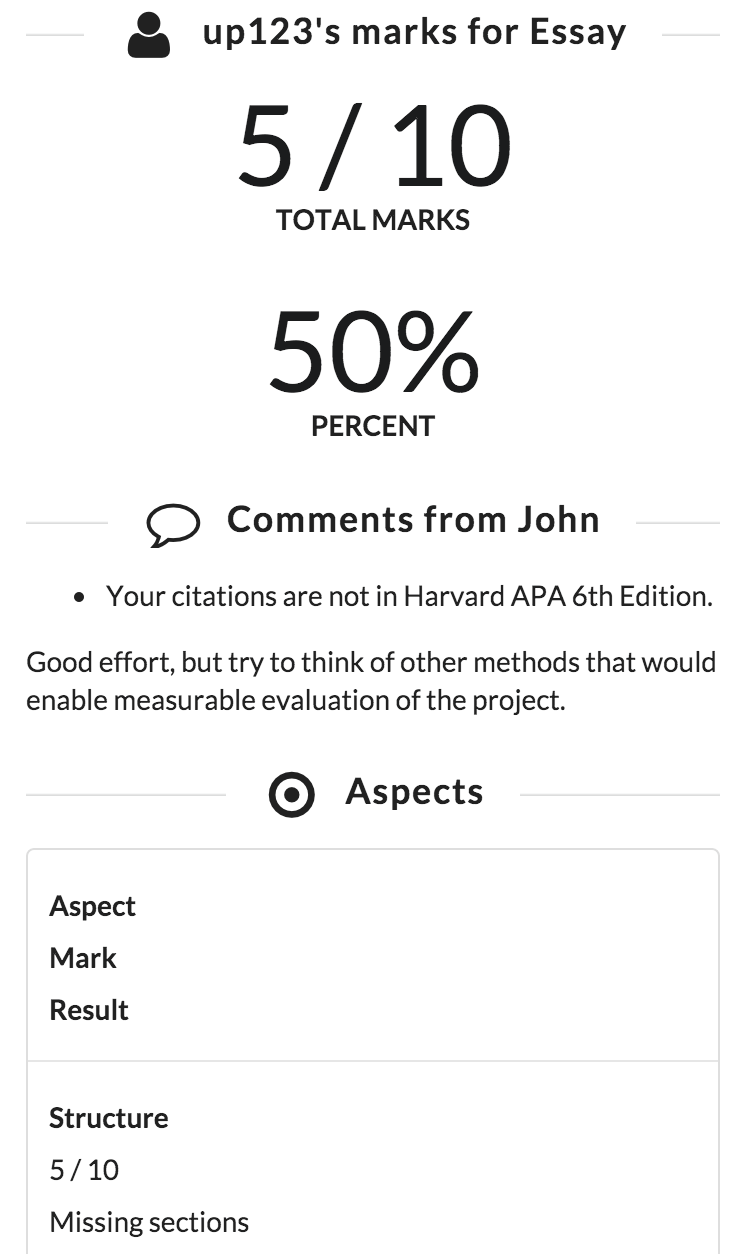 up123's marks for Essay
5 / 10
TOTAL MARKS
50%
PERCENT
Comments from John
• Your citations are not in Harvard APA 6th Edition.
Good effort, but try to think of other methods that would
enable measurable evaluation of the project.
Aspects
Aspect
Mark
Result
Structure
5 / 10
Missing sections